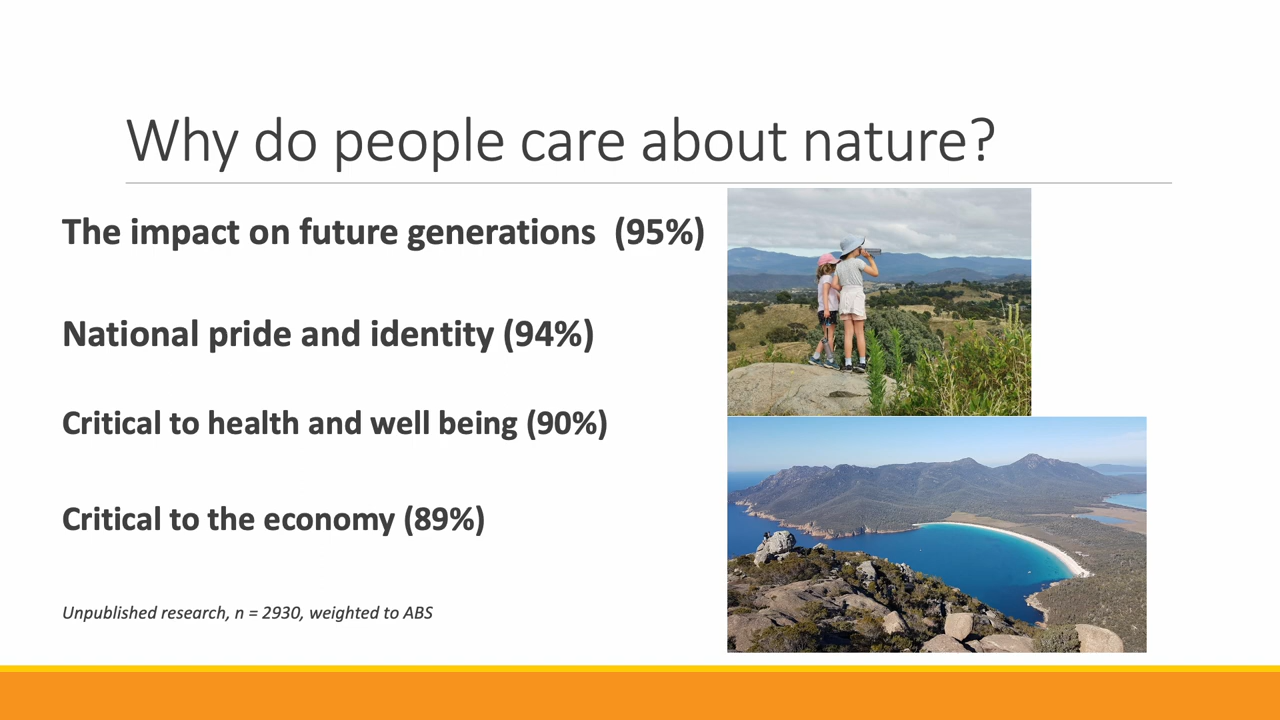 Why do people care about nature?
The impact on future generations (95%)
National pride and identity (94%)
Critical to health and well being (90%)
Critical to the economy (89%)
Unpublished research, n = 2930, weighted to ABS